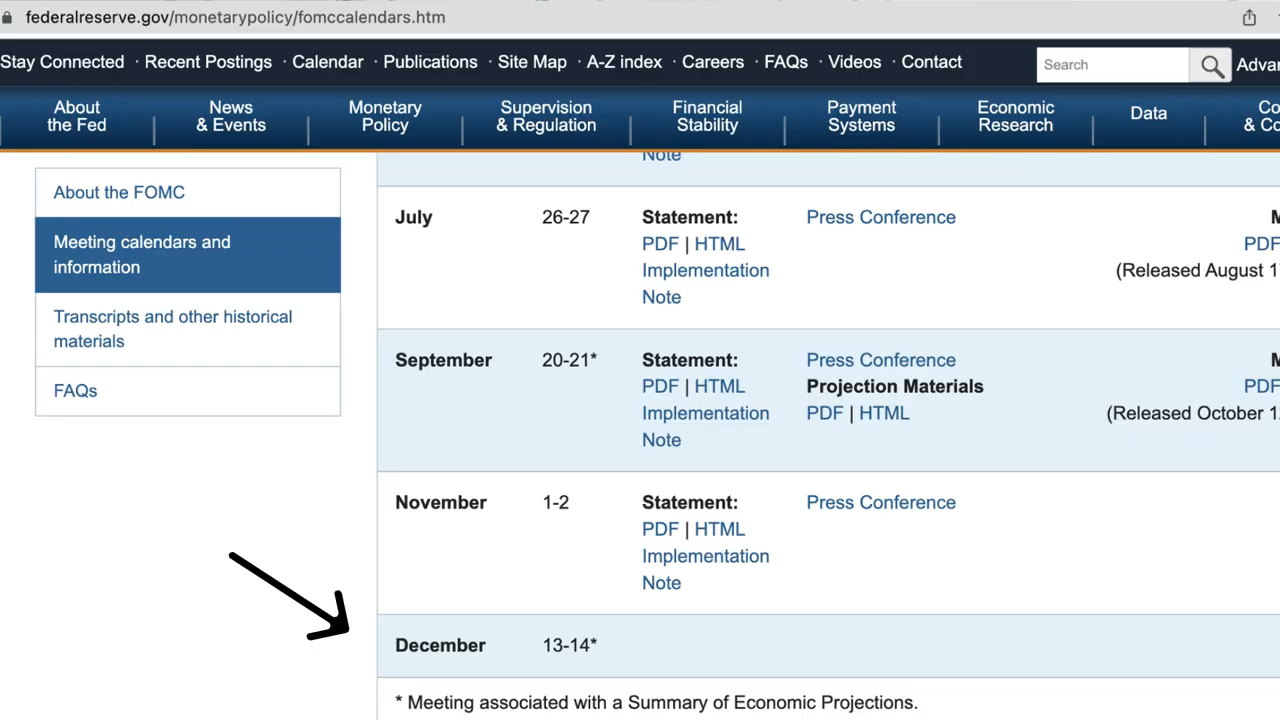 federalreserve.gov/monetarypolicy/fomccalendars.htm
Stay Connected · Recent Postings · Calendar · Publications · Site Map · A-Z index · Careers · FAQs · Videos · Contact
Search
About
the Fed
News
& Events
Monetary
Policy
Supervision
& Regulation
Financial
Stability
Payment
Systems
Economic
Research
Data
Note
About the FOMC
Meeting calendars and
information
Transcripts and other historical
materials
FAQs
July 26-27 Statement: Press Conference
PDF | HTML PDF
Implementation (Released August 1
Note
September 20-21* Statement: Press Conference
PDF | HTML Projection Materials PDF
Implementation PDF | HTML (Released October 1
Note
November 1-2 Statement: Press Conference
PDF | HTML
Implementation
Note
December 13-14*
* Meeting associated with a Summary of Economic Projections.